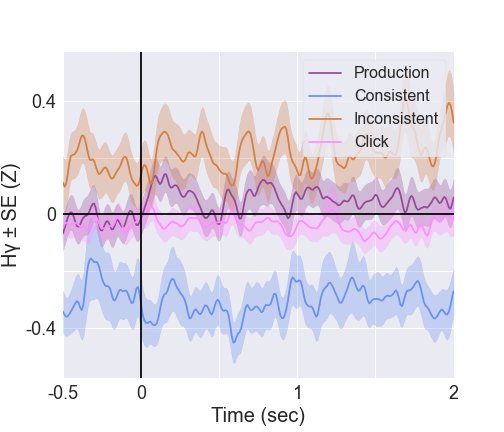 Production
Consistent
Inconsistent
Click
Hγ ± SE (Z)
0.4
0
-0.4
-0.5
0
1
2
Time (sec)